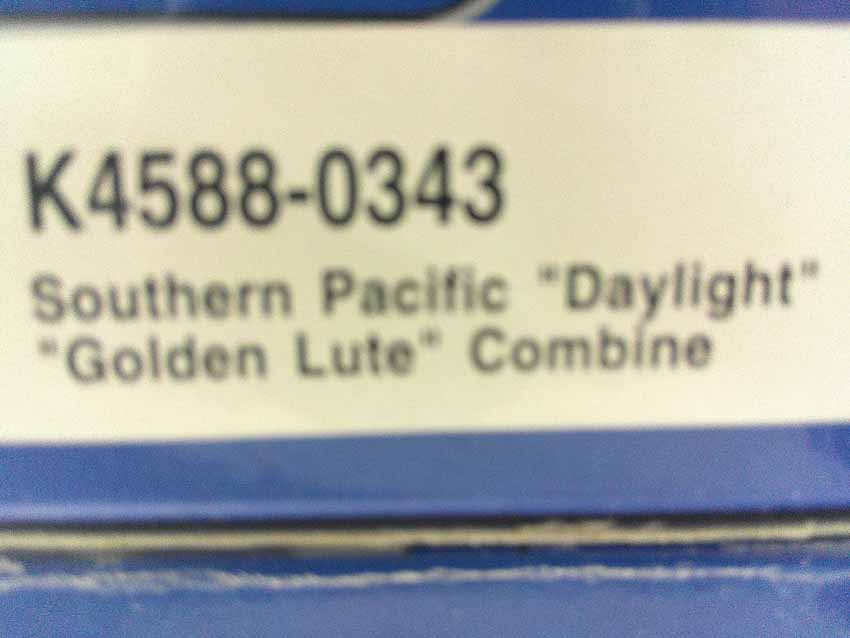 K4588-0343
Southern Pacific "Daylight"
"Golden Lute" Combine